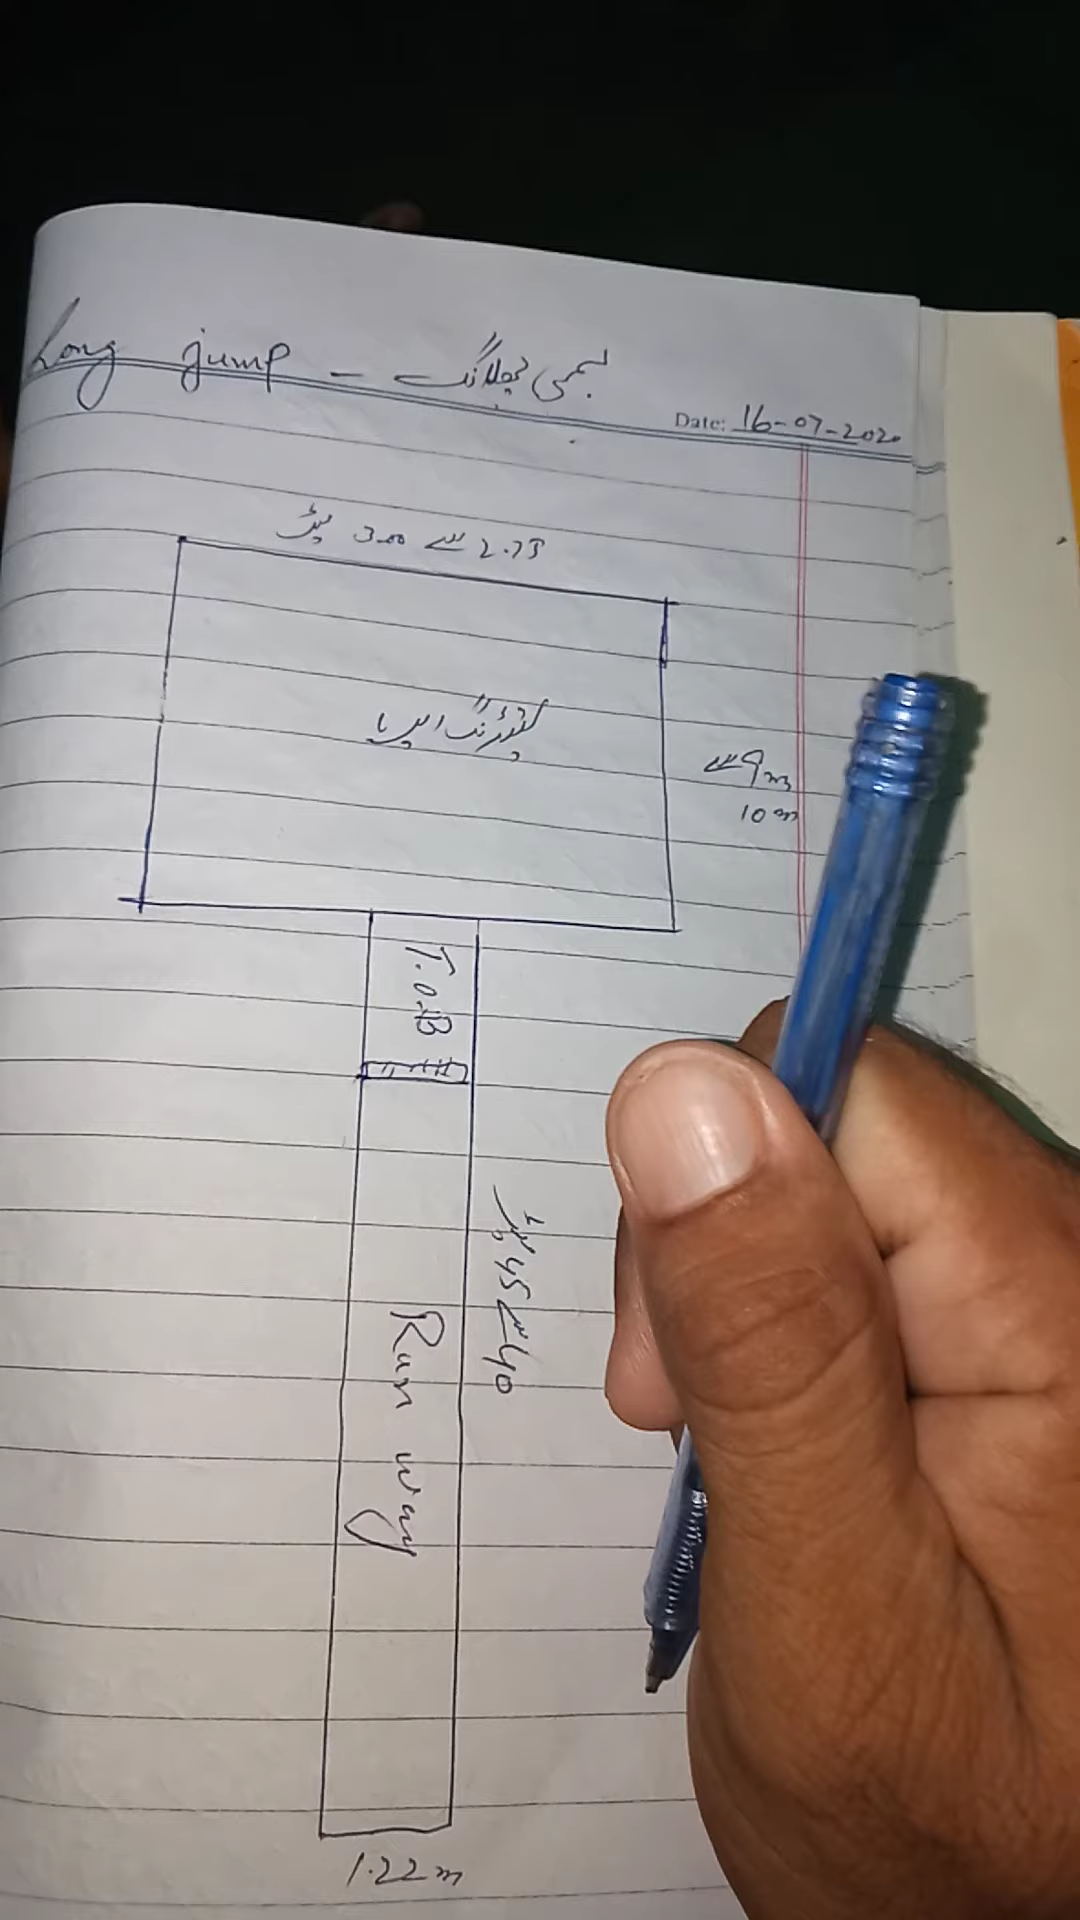 Long jump – لمبی چھلانگ
Date: 16-07-2020
2.75 سے 3.00 میٹر
لینڈنگ ایریا
9m سے
10m
T.O.B
40 سے 45 میٹر
Run way
1.22m